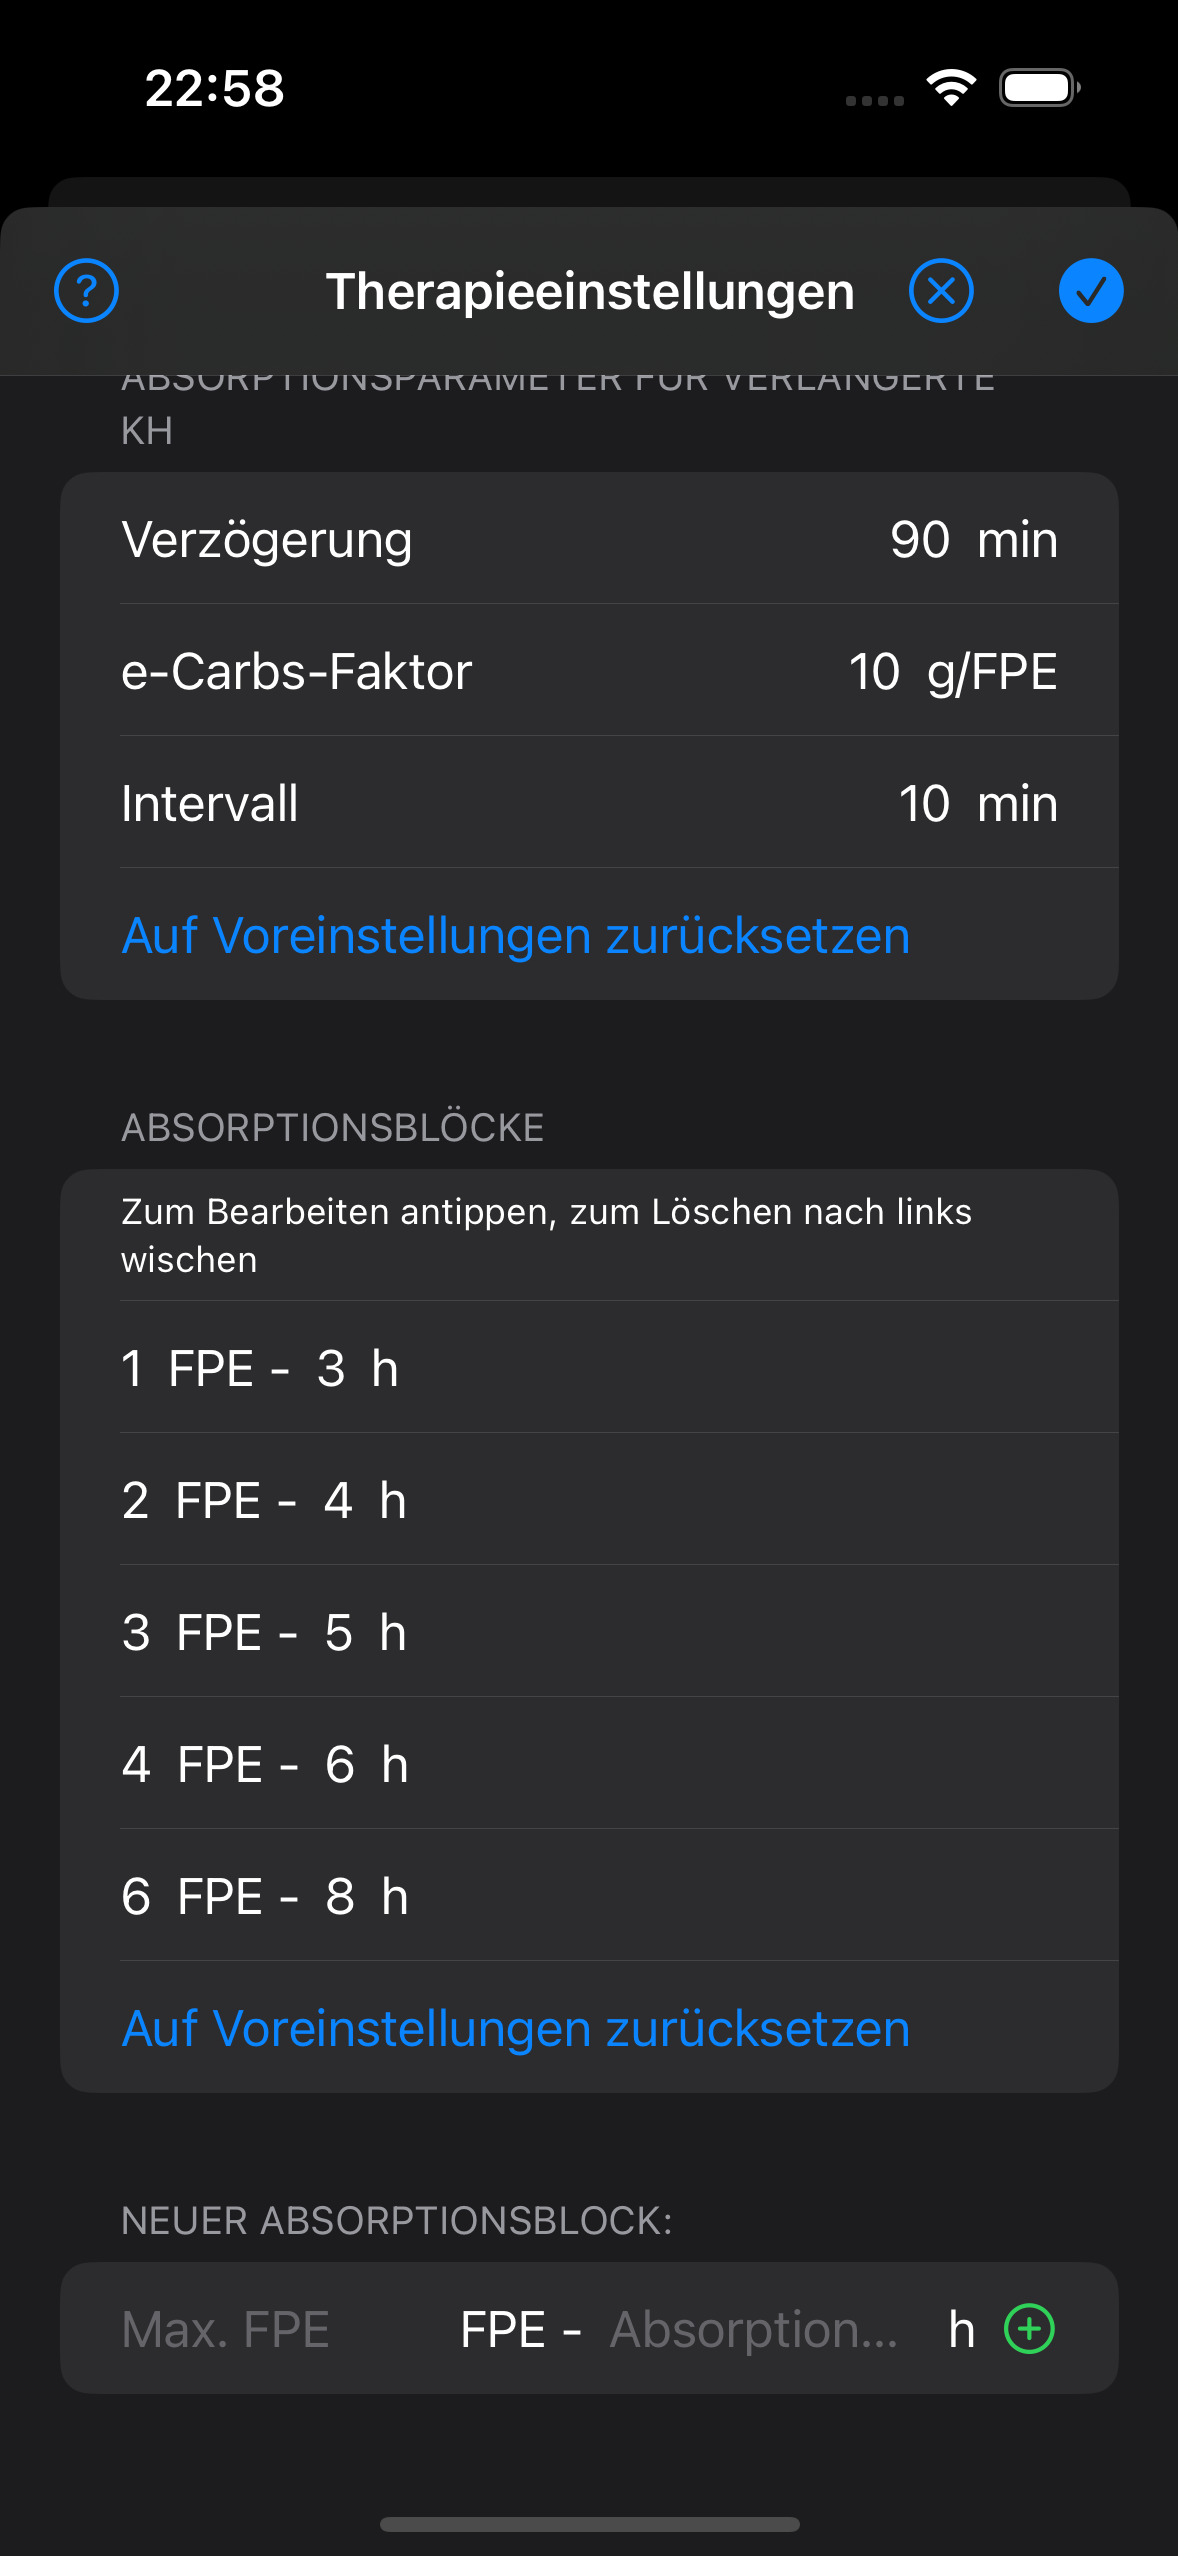 22:58
?
Therapieeinstellungen
ABSORPTIONSPARAMETER FÜR VERLÄNGERTE
KH
Verzögerung 90 min
e-Carbs-Faktor 10 g/FPE
Intervall 10 min
Auf Voreinstellungen zurücksetzen
ABSORPTIONSBLÖCKE
Zum Bearbeiten antippen, zum Löschen nach links
wischen
1 FPE - 3 h
2 FPE - 4 h
3 FPE - 5 h
4 FPE - 6 h
6 FPE - 8 h
Auf Voreinstellungen zurücksetzen
NEUER ABSORPTIONSBLOCK:
Max. FPE FPE - Absorption... h